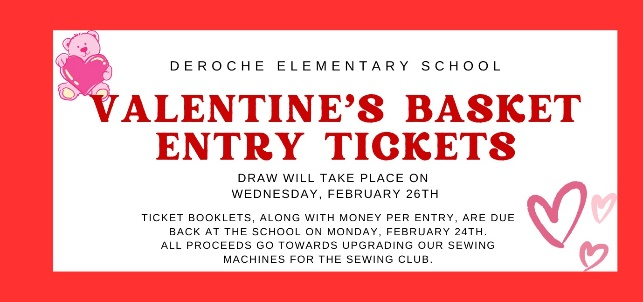 DEROCHE ELEMENTARY SCHOOL
VALENTINE'S BASKET
ENTRY TICKETS
DRAW WILL TAKE PLACE ON
WEDNESDAY, FEBRUARY 26TH
TICKET BOOKLETS, ALONG WITH MONEY PER ENTRY, ARE DUE
BACK AT THE SCHOOL ON MONDAY, FEBRUARY 24TH.
ALL PROCEEDS GO TOWARDS UPGRADING OUR SEWING
MACHINES FOR THE SEWING CLUB.